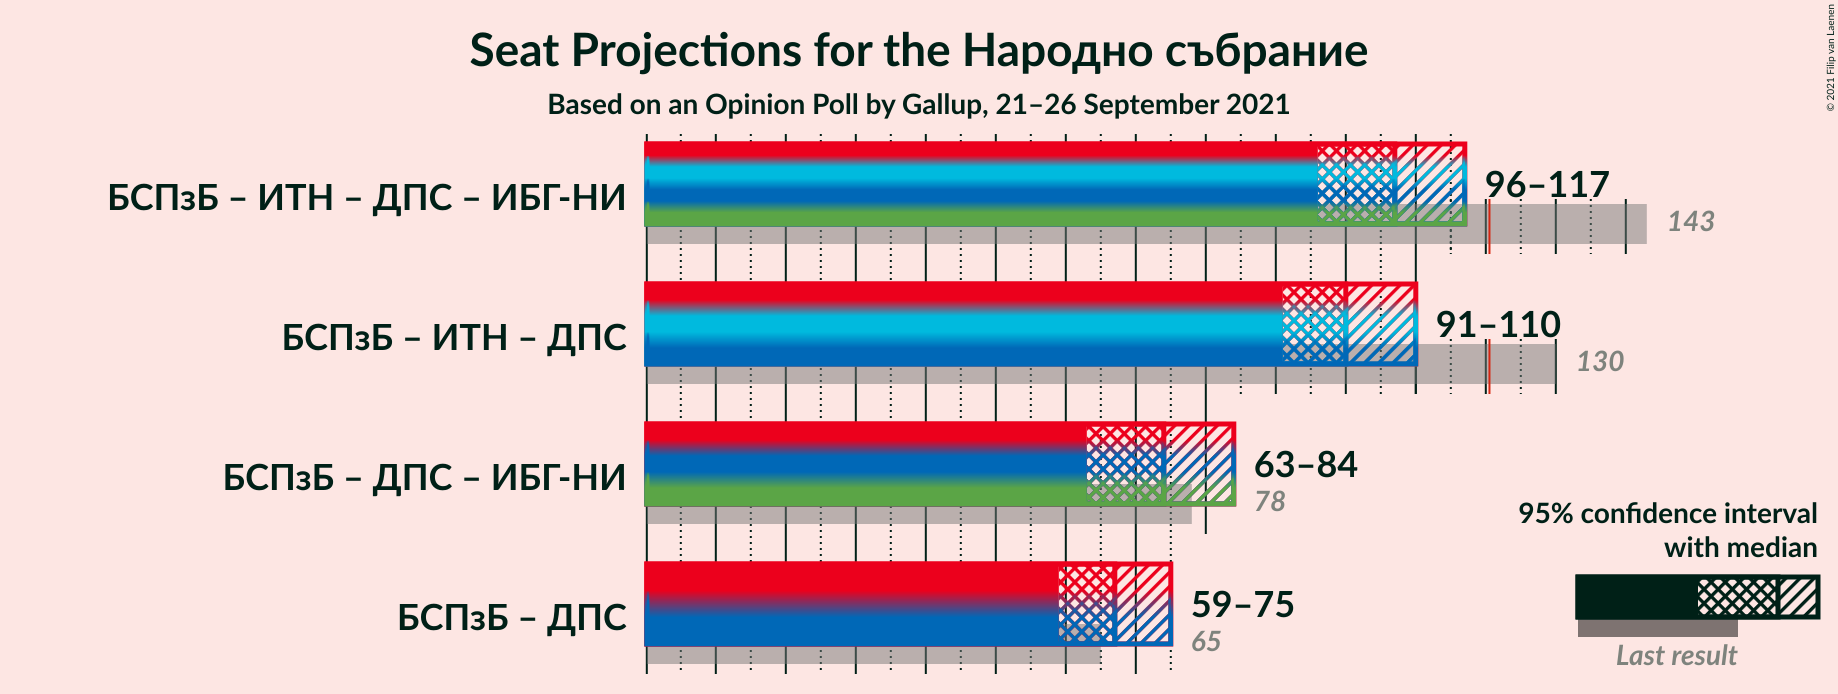 Seat Projections for the Народно събрание
Based on an Opinion Poll by Gallup, 21–26 September 2021
© 2021 Filip van Laenen
БСПзБ – ИТН – ДПС – ИБГ-НИ
96–117
143
БСПзБ – ИТН – ДПС
91–110
130
БСПзБ – ДПС – ИБГ-НИ
63–84
78
БСПзБ – ДПС
59–75
65
95% confidence interval
with median
Last result